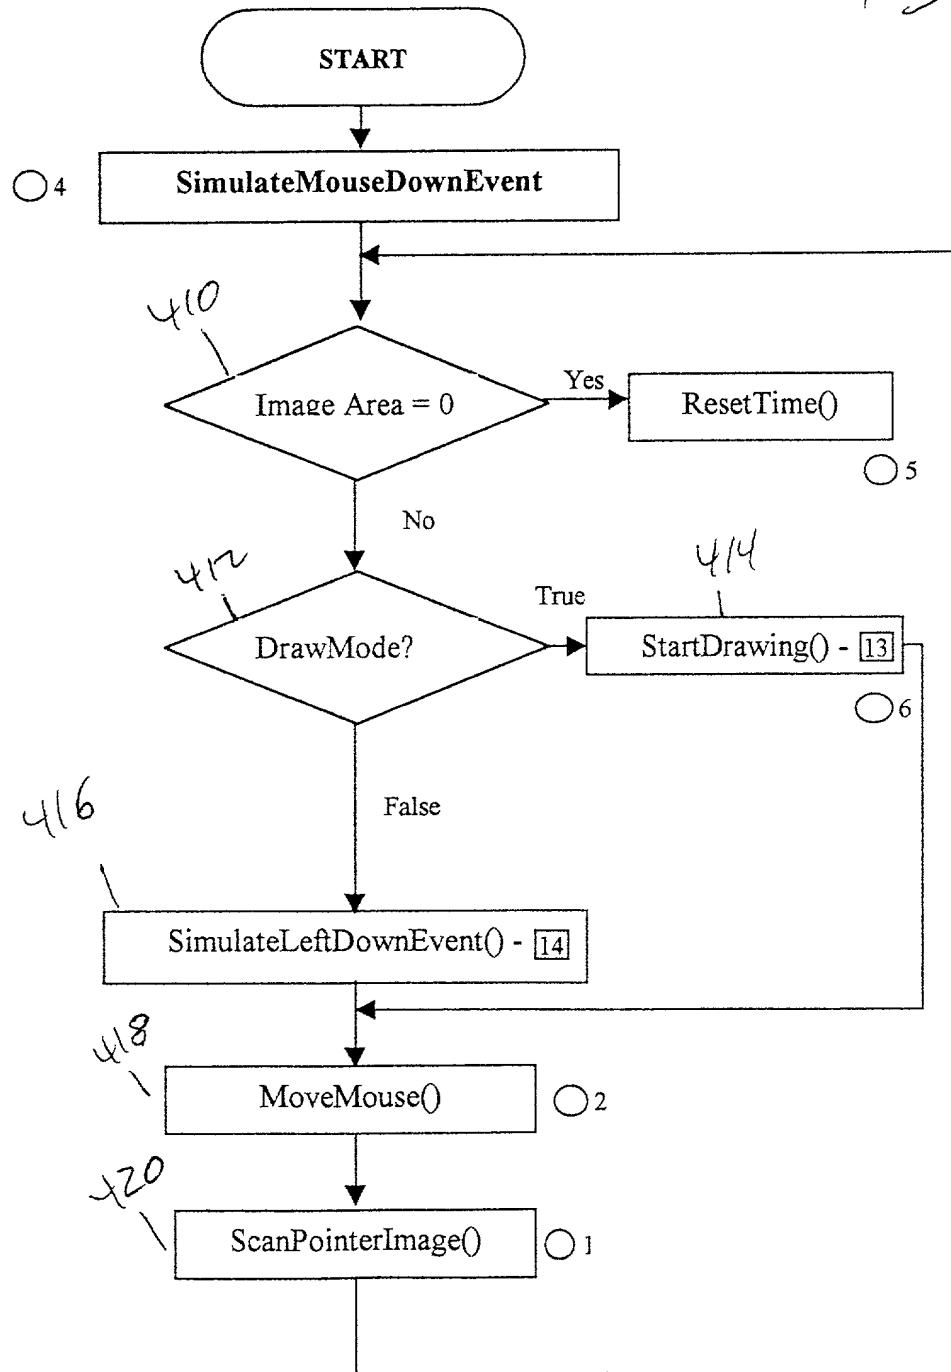 START
SimulateMouseDownEvent
4
410
Image Area = 0
Yes
ResetTime()
5
No
412
DrawMode?
True
414
StartDrawing() - 13
6
False
416
SimulateLeftDownEvent() - 14
418
MoveMouse()
2
420
ScanPointerImage()
1